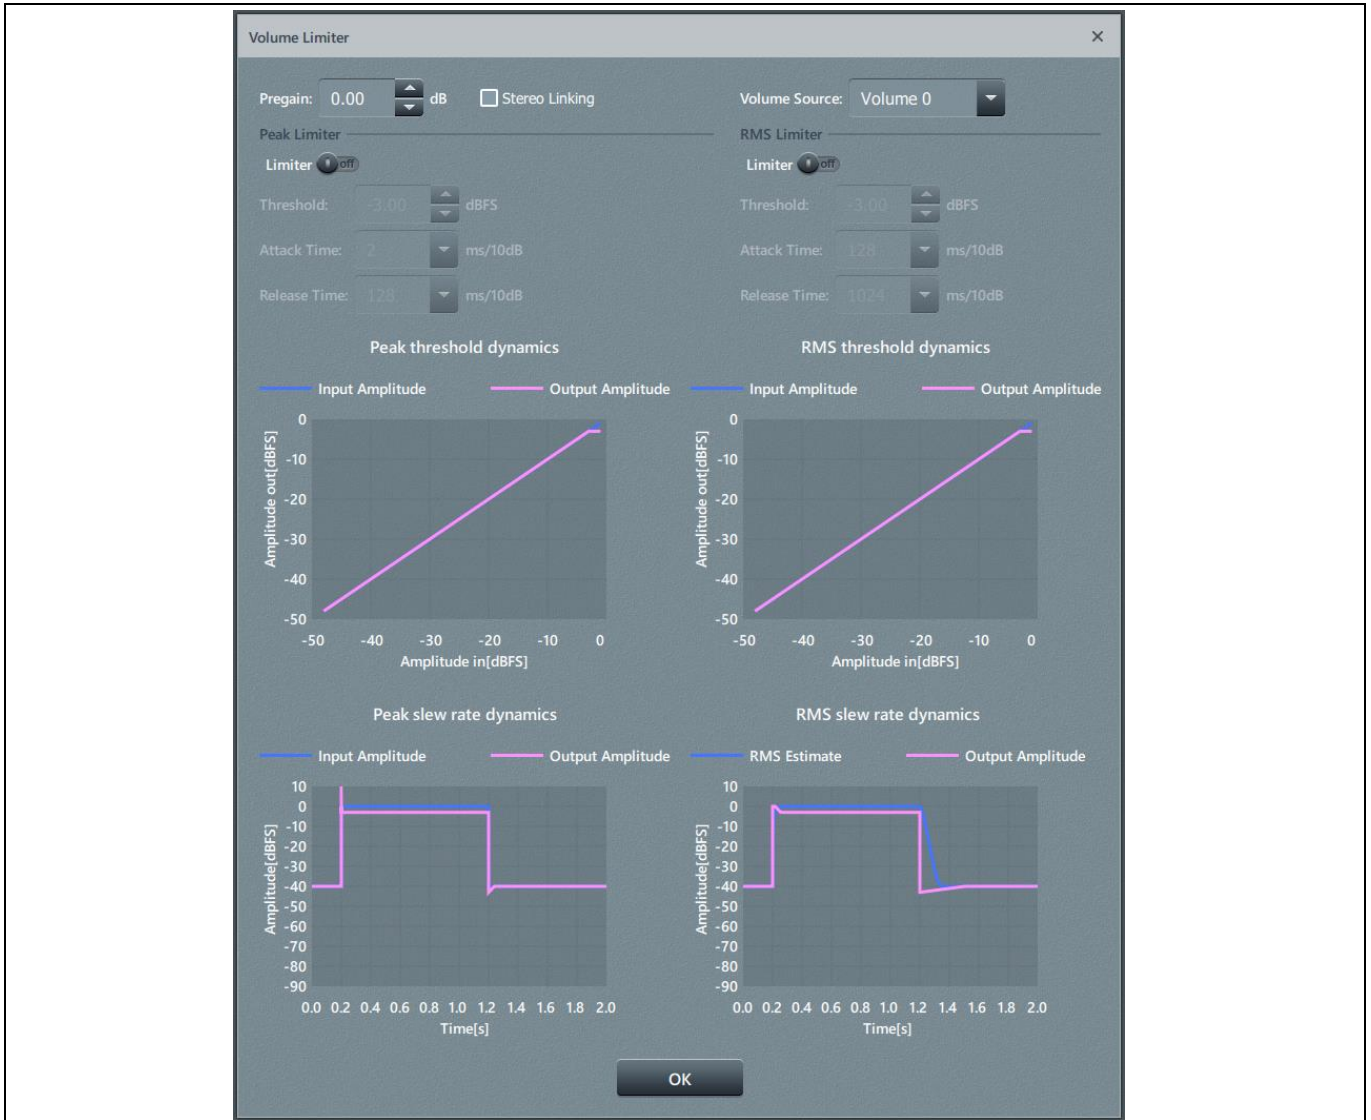 Volume Limiter ×
Pregain: 0.00 dB Stereo Linking Volume Source: Volume 0
Peak Limiter RMS Limiter
Limiter off Limiter off
Threshold: -3.00 dBFS Threshold: -3.00 dBFS
Attack Time: 2 ms/10dB Attack Time: 128 ms/10dB
Release Time: 128 ms/10dB Release Time: 1024 ms/10dB
Peak threshold dynamics RMS threshold dynamics
Input Amplitude Output Amplitude Input Amplitude Output Amplitude
Amplitude out[dBFS] Amplitude out[dBFS]
0 0
-10 -10
-20 -20
-30 -30
-40 -40
-50 -50
-50 -40 -30 -20 -10 0 -50 -40 -30 -20 -10 0
Amplitude in[dBFS] Amplitude in[dBFS]
Peak slew rate dynamics RMS slew rate dynamics
Input Amplitude Output Amplitude RMS Estimate Output Amplitude
Amplitude[dBFS] Amplitude[dBFS]
10 10
0 0
-10 -10
-20 -20
-30 -30
-40 -40
-50 -50
-60 -60
-70 -70
-80 -80
-90 -90
0.0 0.2 0.4 0.6 0.8 1.0 1.2 1.4 1.6 1.8 2.0 0.0 0.2 0.4 0.6 0.8 1.0 1.2 1.4 1.6 1.8 2.0
Time[s] Time[s]
OK